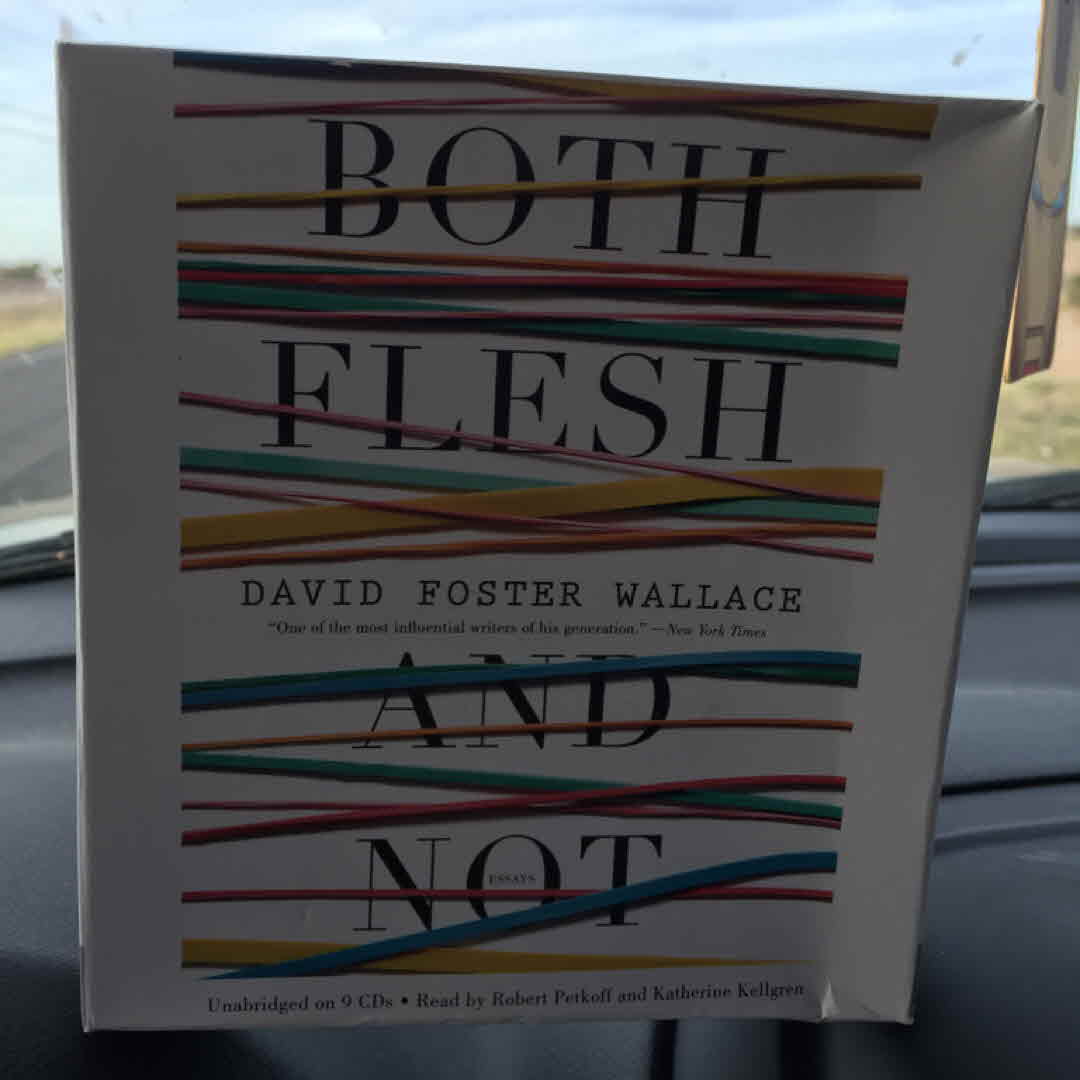 BOTH
FLESH
DAVID FOSTER WALLACE
“One of the most influential writers of his generation.” —New York Times
AND
NOT
ESSAYS
Unabridged on 9 CDs • Read by Robert Petkoff and Katherine Kellgren